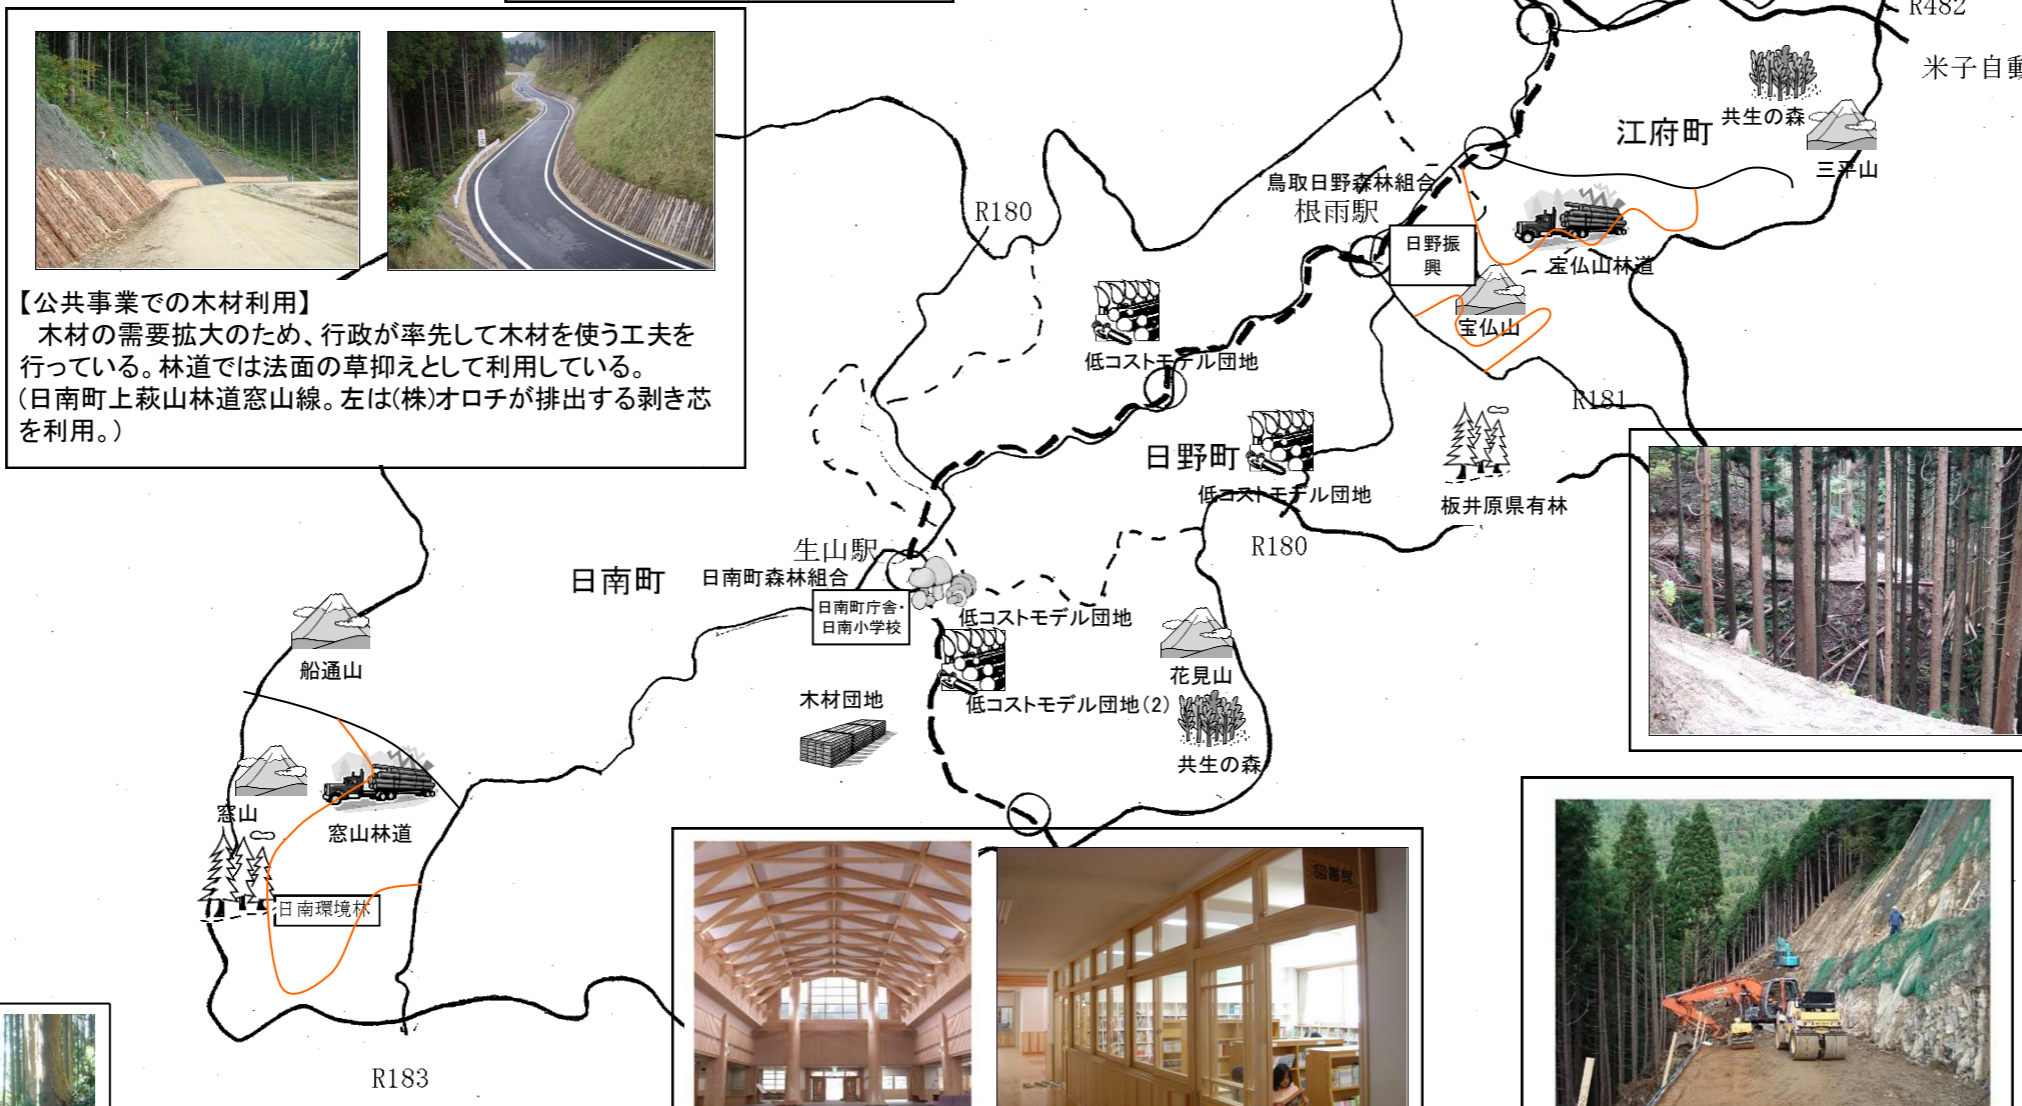 R482
米子自動
共生の森
江府町
三平山
鳥取日野森林組合
根雨駅
R180
日野振
興
宝仏山林道
宝仏山
【公共事業での木材利用】
木材の需要拡大のため、行政が率先して木材を使う工夫を
行っている。林道では法面の草抑えとして利用している。
(日南町上萩山林道窓山線。左は(株)オロチが排出する剥き芯
を利用。)
低コストモデル団地
R181
日野町
低コストモデル団地
板井原県有林
R180
生山駅
日南町
日南町森林組合
日南町庁舎・
日南小学校
低コストモデル団地
船通山
花見山
木材団地
低コストモデル団地(2)
共生の森
窓山
窓山林道
図書館
日南環境林
R183